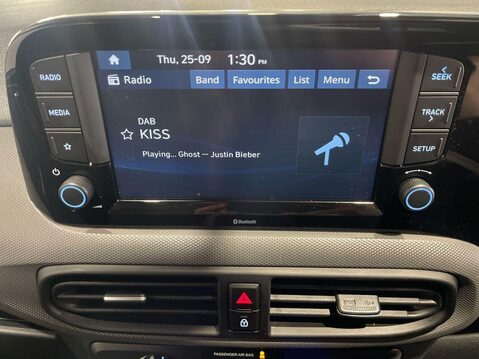 Thu, 25-09 1:30 PM
Radio Band Favourites List Menu
RADIO
MEDIA
DAB
KISS
Playing... Ghost -- Justin Bieber
SEEK
TRACK
SETUP
Bluetooth
PASSENGER AIR BAG